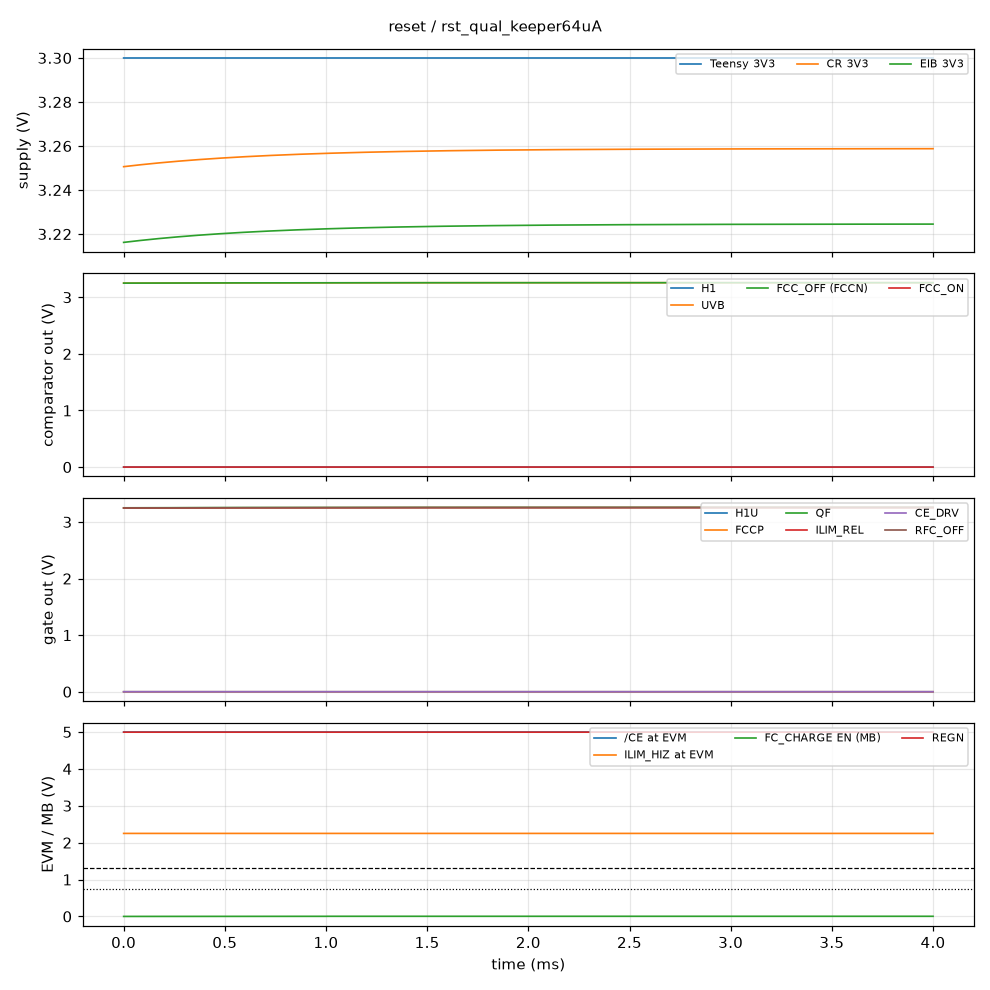 reset / rst_qual_keeper64uA
supply (V)
3.30
3.28
3.26
3.24
3.22
Teensy 3V3 CR 3V3 EIB 3V3
comparator out (V)
3
2
1
0
H1 FCC_OFF (FCCN) FCC_ON
UVB
gate out (V)
3
2
1
0
H1U QF CE_DRV
FCCP ILIM_REL RFC_OFF
EVM / MB (V)
5
4
3
2
1
0
/CE at EVM FC_CHARGE EN (MB) REGN
ILIM_HIZ at EVM
0.0 0.5 1.0 1.5 2.0 2.5 3.0 3.5 4.0
time (ms)